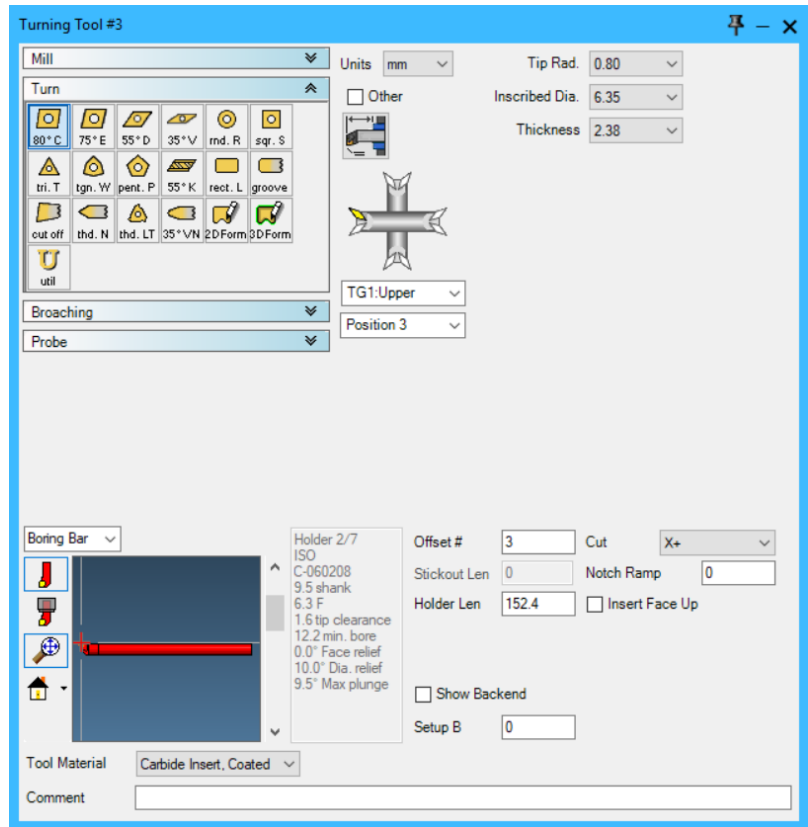 Turning Tool #3
Mill
Turn
80°C 75°E 55°D 35°V rnd. R sqr. S
tri. T tgn. W pent. P 55°K rect. L groove
cut off thd. N thd. LT 35°VN 2DForm 3DForm
util
Broaching
Probe
Units mm
Other
Tip Rad. 0.80
Inscribed Dia. 6.35
Thickness 2.38
TG1:Upper
Position 3
Boring Bar
Holder 2/7
ISO
C-060208
9.5 shank
6.3 F
1.6 tip clearance
12.2 min. bore
0.0° Face relief
10.0° Dia. relief
9.5° Max plunge
Offset # 3 Cut X+
Stickout Len 0 Notch Ramp 0
Holder Len 152.4 Insert Face Up
Show Backend
Setup B 0
Tool Material Carbide Insert, Coated
Comment